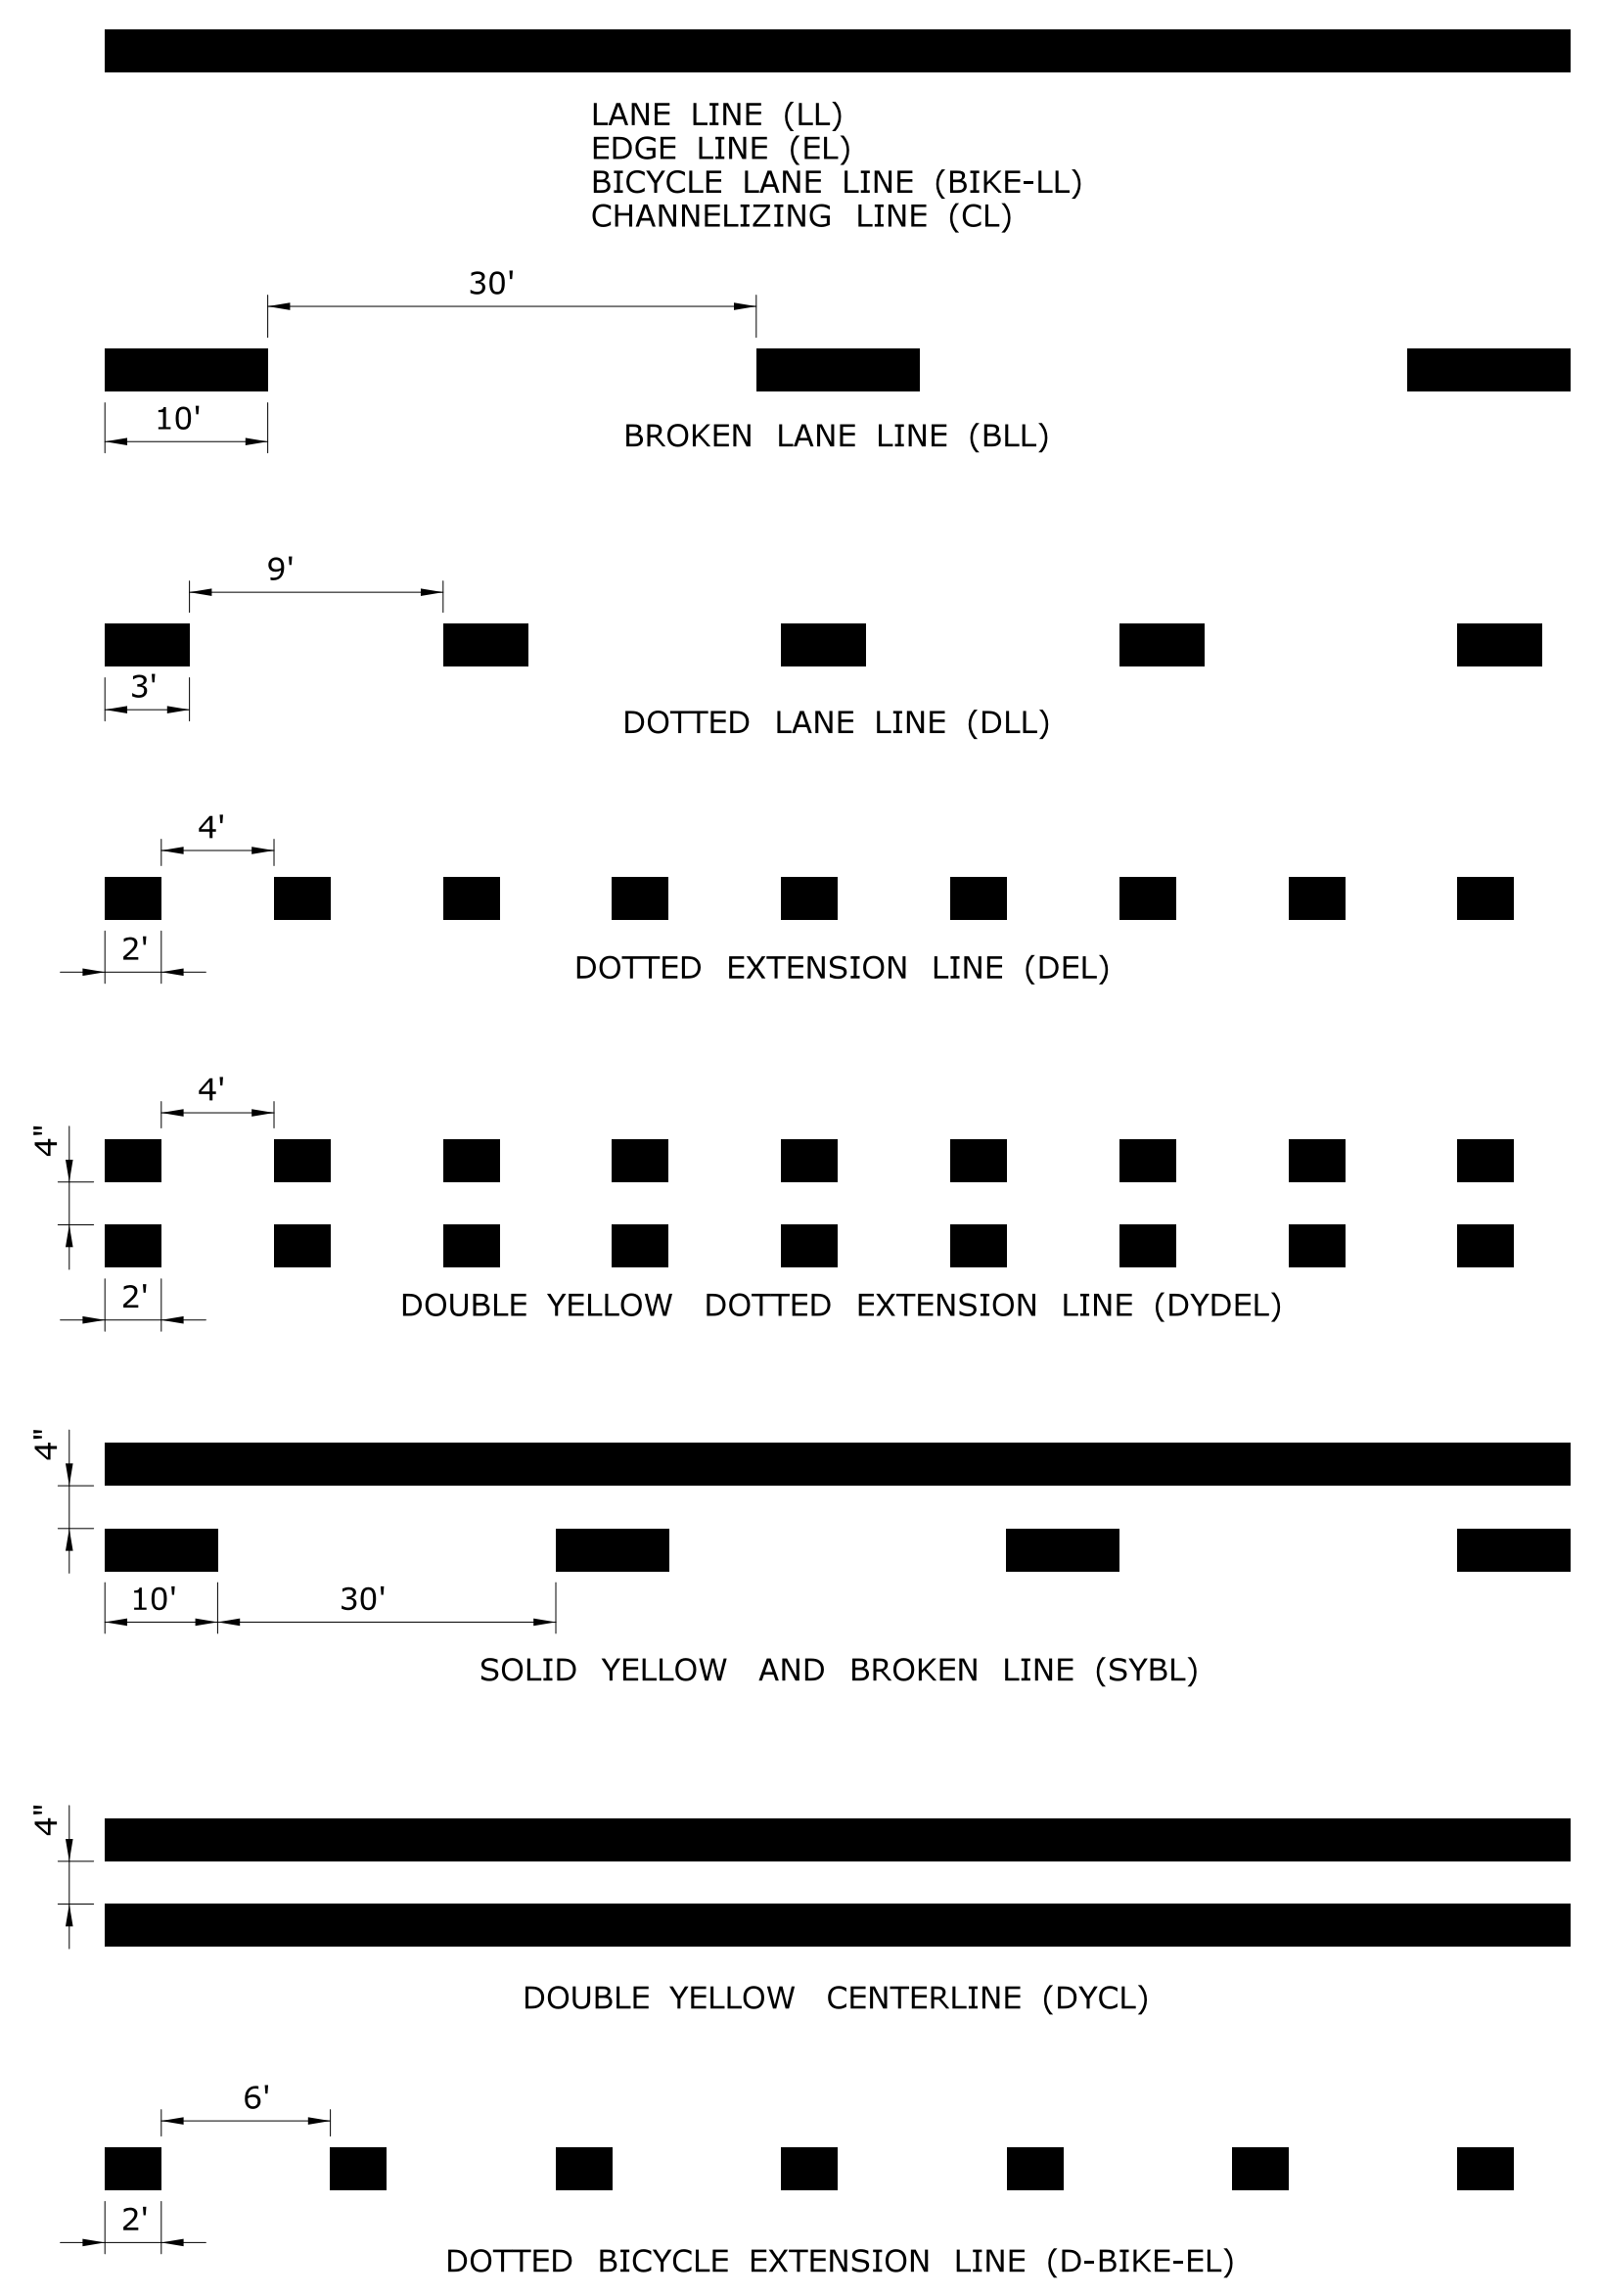 LANE LINE (LL)
EDGE LINE (EL)
BICYCLE LANE LINE (BIKE-LL)
CHANNELIZING LINE (CL)
30'
10'
BROKEN LANE LINE (BLL)
9'
3'
DOTTED LANE LINE (DLL)
4'
2'
DOTTED EXTENSION LINE (DEL)
4'
4"
2'
DOUBLE YELLOW DOTTED EXTENSION LINE (DYDEL)
4"
10' 30'
SOLID YELLOW AND BROKEN LINE (SYBL)
4"
DOUBLE YELLOW CENTERLINE (DYCL)
6'
2'
DOTTED BICYCLE EXTENSION LINE (D-BIKE-EL)